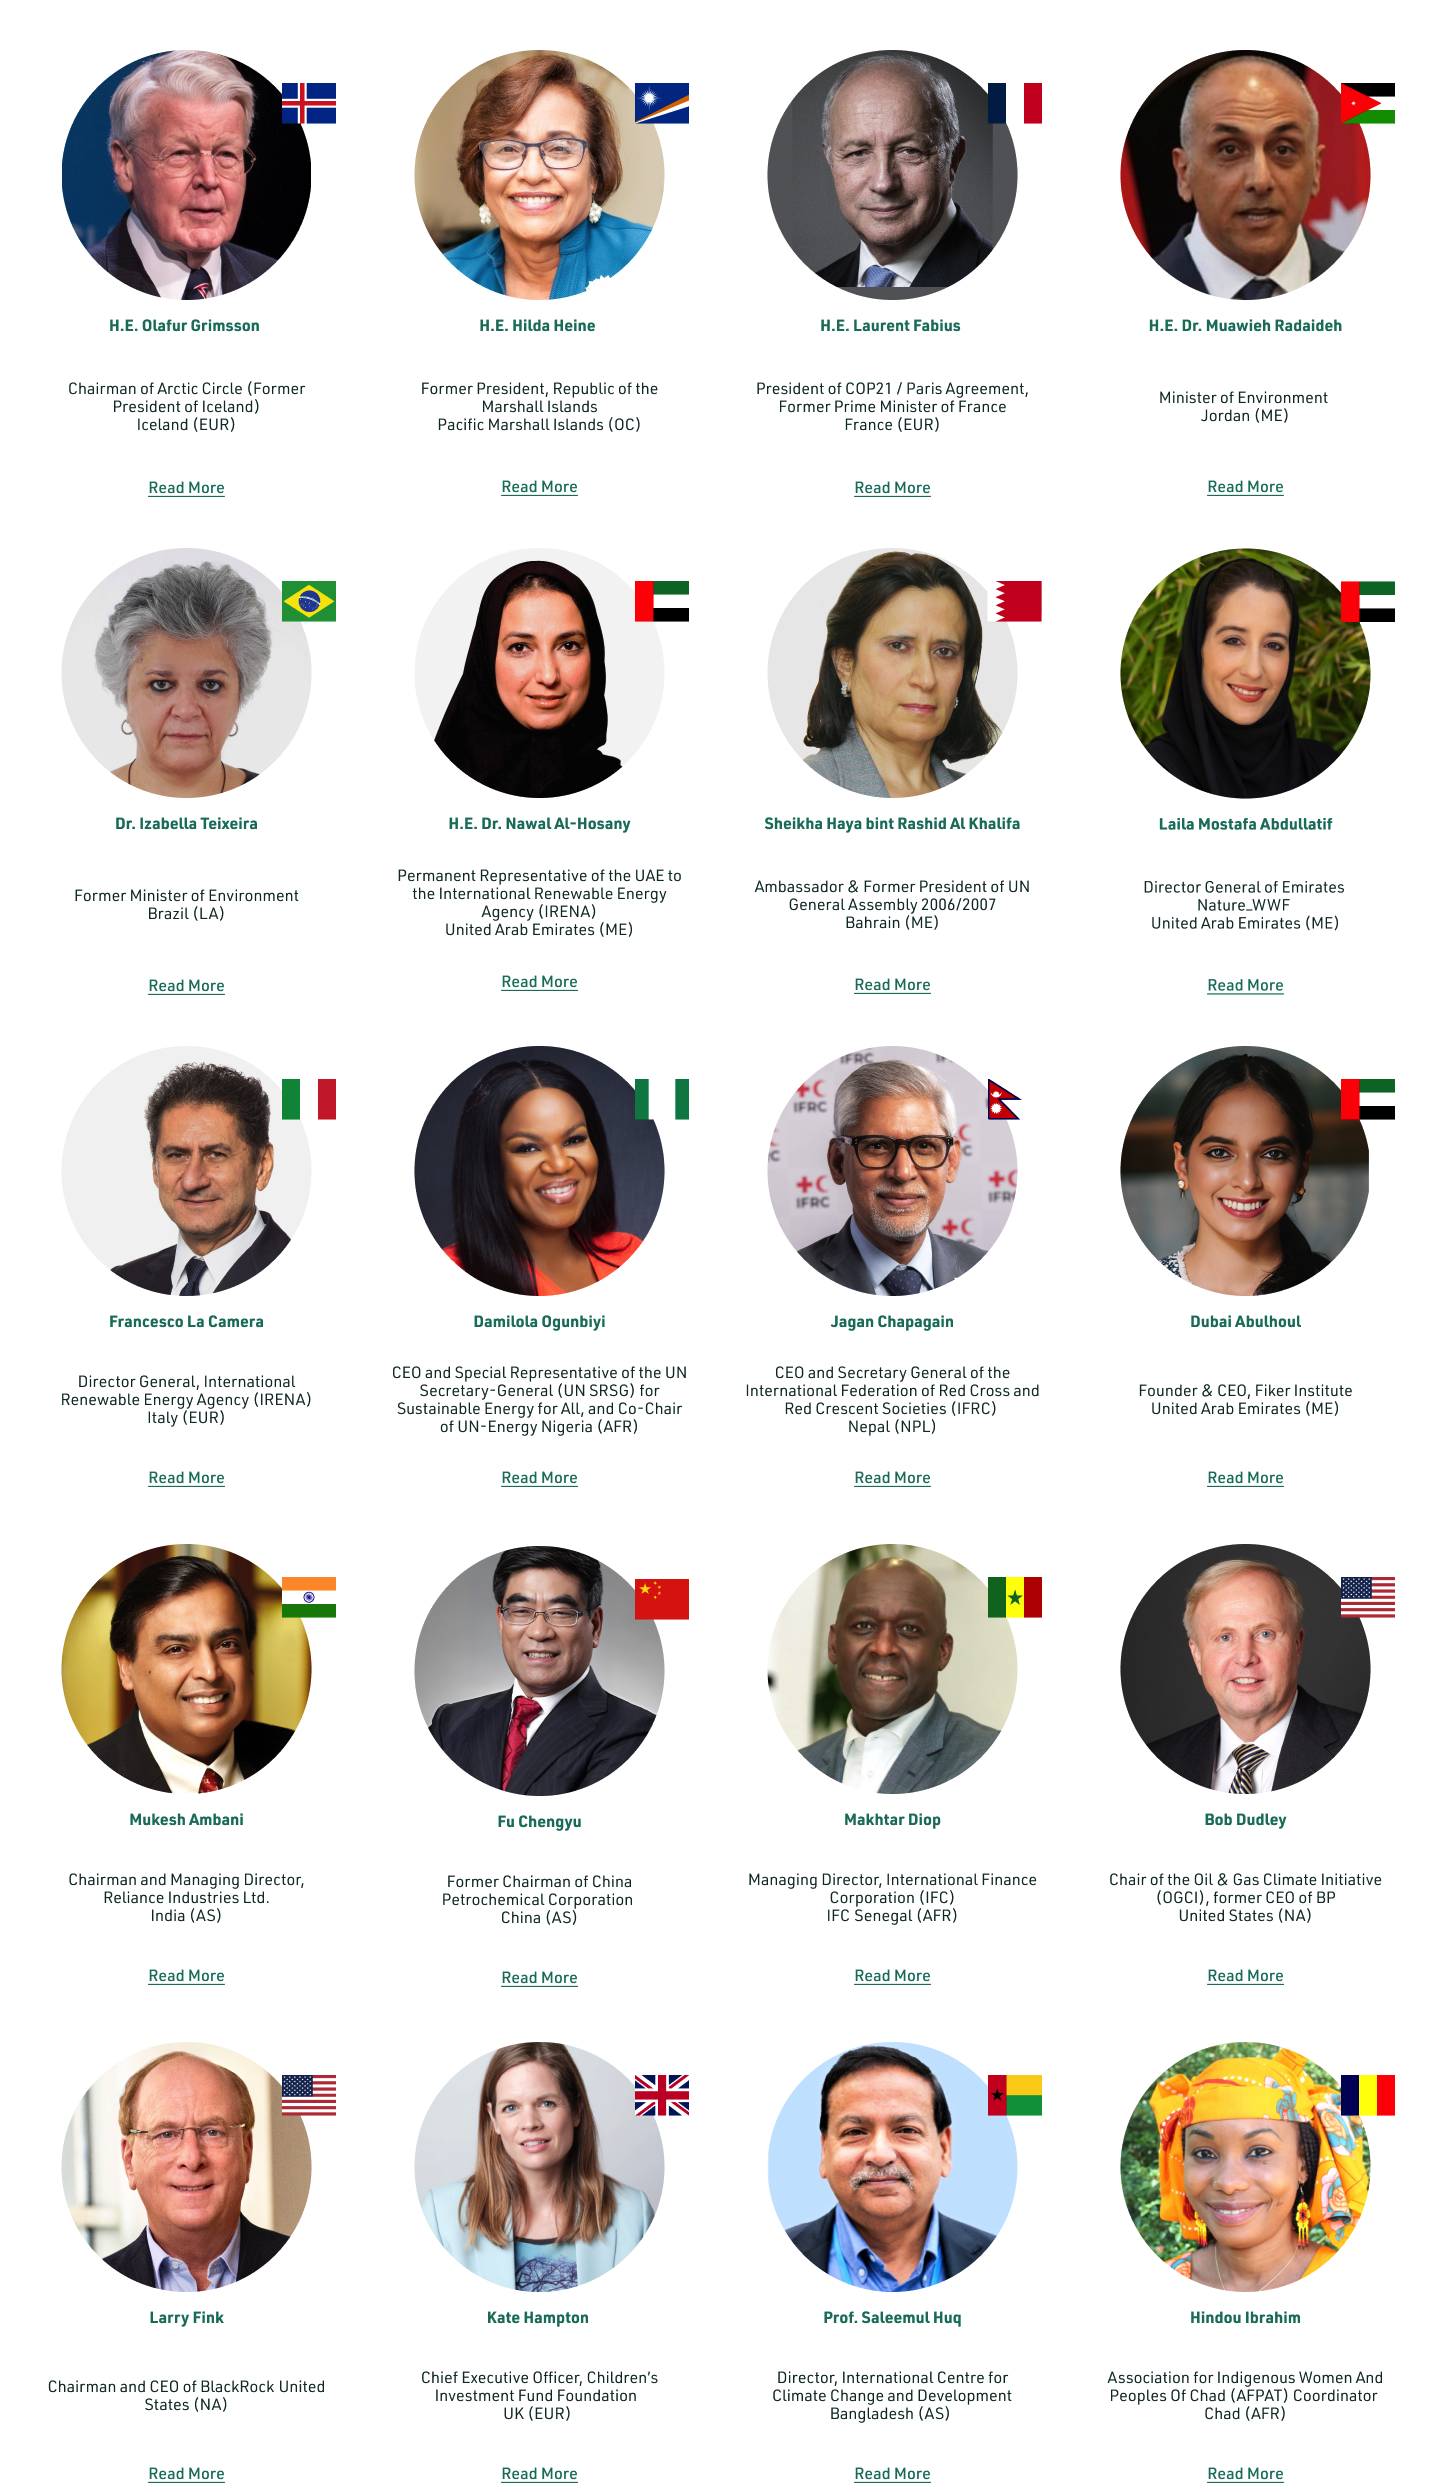 H.E. Olafur Grimsson
Chairman of Arctic Circle (Former
President of Iceland)
Iceland (EUR)
Read More
H.E. Hilda Heine
Former President, Republic of the
Marshall Islands
Pacific Marshall Islands (OC)
Read More
H.E. Laurent Fabius
President of COP21 / Paris Agreement,
Former Prime Minister of France
France (EUR)
Read More
H.E. Dr. Muawieh Radaideh
Minister of Environment
Jordan (ME)
Read More
Dr. Izabella Teixeira
Former Minister of Environment
Brazil (LA)
Read More
H.E. Dr. Nawal Al-Hosany
Permanent Representative of the UAE to
the International Renewable Energy
Agency (IRENA)
United Arab Emirates (ME)
Read More
Sheikha Haya bint Rashid Al Khalifa
Ambassador & Former President of UN
General Assembly 2006/2007
Bahrain (ME)
Read More
Laila Mostafa Abdullatif
Director General of Emirates
Nature_WWF
United Arab Emirates (ME)
Read More
Francesco La Camera
Director General, International
Renewable Energy Agency (IRENA)
Italy (EUR)
Read More
Damilola Ogunbiyi
CEO and Special Representative of the UN
Secretary-General (UN SRSG) for
Sustainable Energy for All, and Co-Chair
of UN-Energy Nigeria (AFR)
Read More
IFRC
IFRC
IFRC
Jagan Chapagain
CEO and Secretary General of the
International Federation of Red Cross and
Red Crescent Societies (IFRC)
Nepal (NPL)
Read More
Dubai Abulhoul
Founder & CEO, Fiker Institute
United Arab Emirates (ME)
Read More
Mukesh Ambani
Chairman and Managing Director,
Reliance Industries Ltd.
India (AS)
Read More
Fu Chengyu
Former Chairman of China
Petrochemical Corporation
China (AS)
Read More
Makhtar Diop
Managing Director, International Finance
Corporation (IFC)
IFC Senegal (AFR)
Read More
Bob Dudley
Chair of the Oil & Gas Climate Initiative
(OGCI), former CEO of BP
United States (NA)
Read More
Larry Fink
Chairman and CEO of BlackRock United
States (NA)
Read More
Kate Hampton
Chief Executive Officer, Children's
Investment Fund Foundation
UK (EUR)
Read More
Prof. Saleemul Huq
Director, International Centre for
Climate Change and Development
Bangladesh (AS)
Read More
Hindou Ibrahim
Association for Indigenous Women And
Peoples Of Chad (AFPAT) Coordinator
Chad (AFR)
Read More